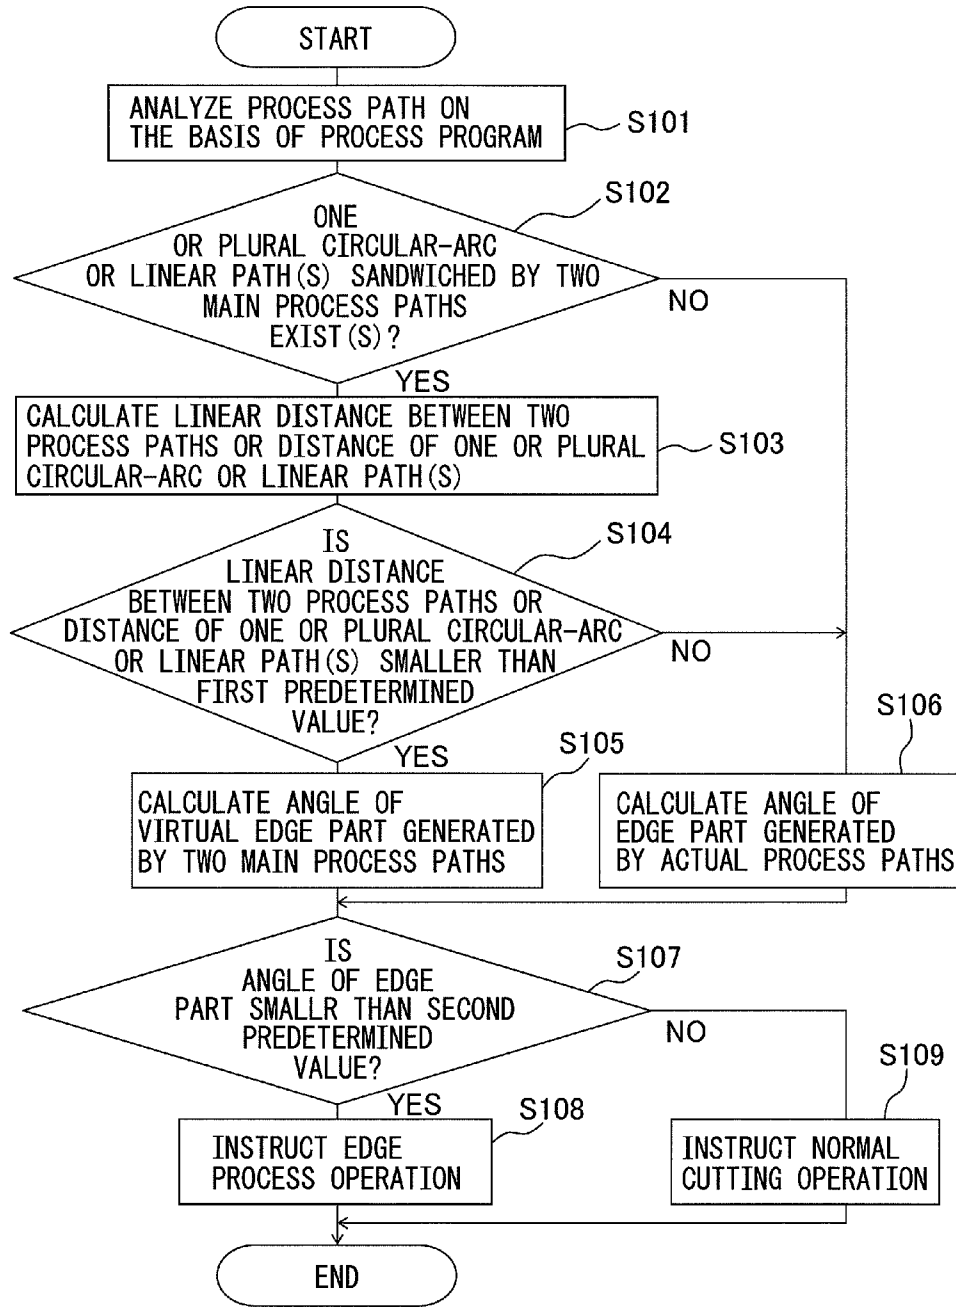 START
ANALYZE PROCESS PATH ON
THE BASIS OF PROCESS PROGRAM
S101
S102
ONE
OR PLURAL CIRCULAR-ARC
OR LINEAR PATH(S) SANDWICHED BY TWO
MAIN PROCESS PATHS
EXIST(S)?
NO
YES
CALCULATE LINEAR DISTANCE BETWEEN TWO
PROCESS PATHS OR DISTANCE OF ONE OR PLURAL
CIRCULAR-ARC OR LINEAR PATH(S)
S103
S104
IS
LINEAR DISTANCE
BETWEEN TWO PROCESS PATHS OR
DISTANCE OF ONE OR PLURAL CIRCULAR-ARC
OR LINEAR PATH(S) SMALLER THAN
FIRST PREDETERMINED
VALUE?
NO
YES
S105
CALCULATE ANGLE OF
VIRTUAL EDGE PART GENERATED
BY TWO MAIN PROCESS PATHS
S106
CALCULATE ANGLE OF
EDGE PART GENERATED
BY ACTUAL PROCESS PATHS
S107
IS
ANGLE OF EDGE
PART SMALLR THAN SECOND
PREDETERMINED
VALUE?
NO
YES
S108
INSTRUCT EDGE
PROCESS OPERATION
S109
INSTRUCT NORMAL
CUTTING OPERATION
END